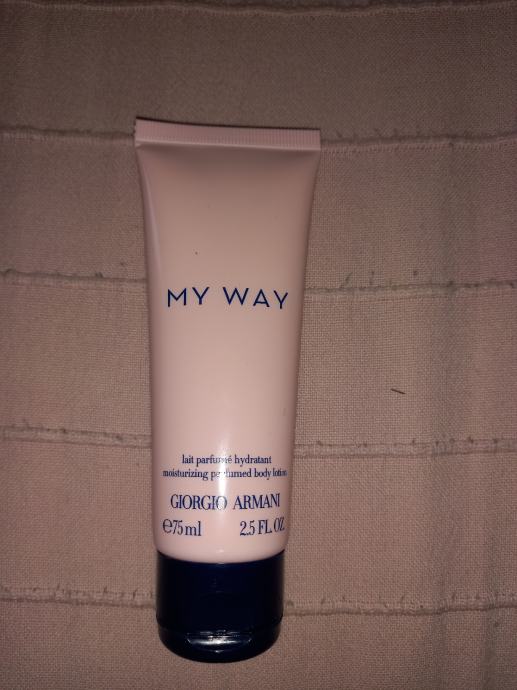 MY WAY
lait parfumé hydratant
moisturizing perfumed body lotion
GIORGIO ARMANI
℮75ml 2.5 FL.OZ.